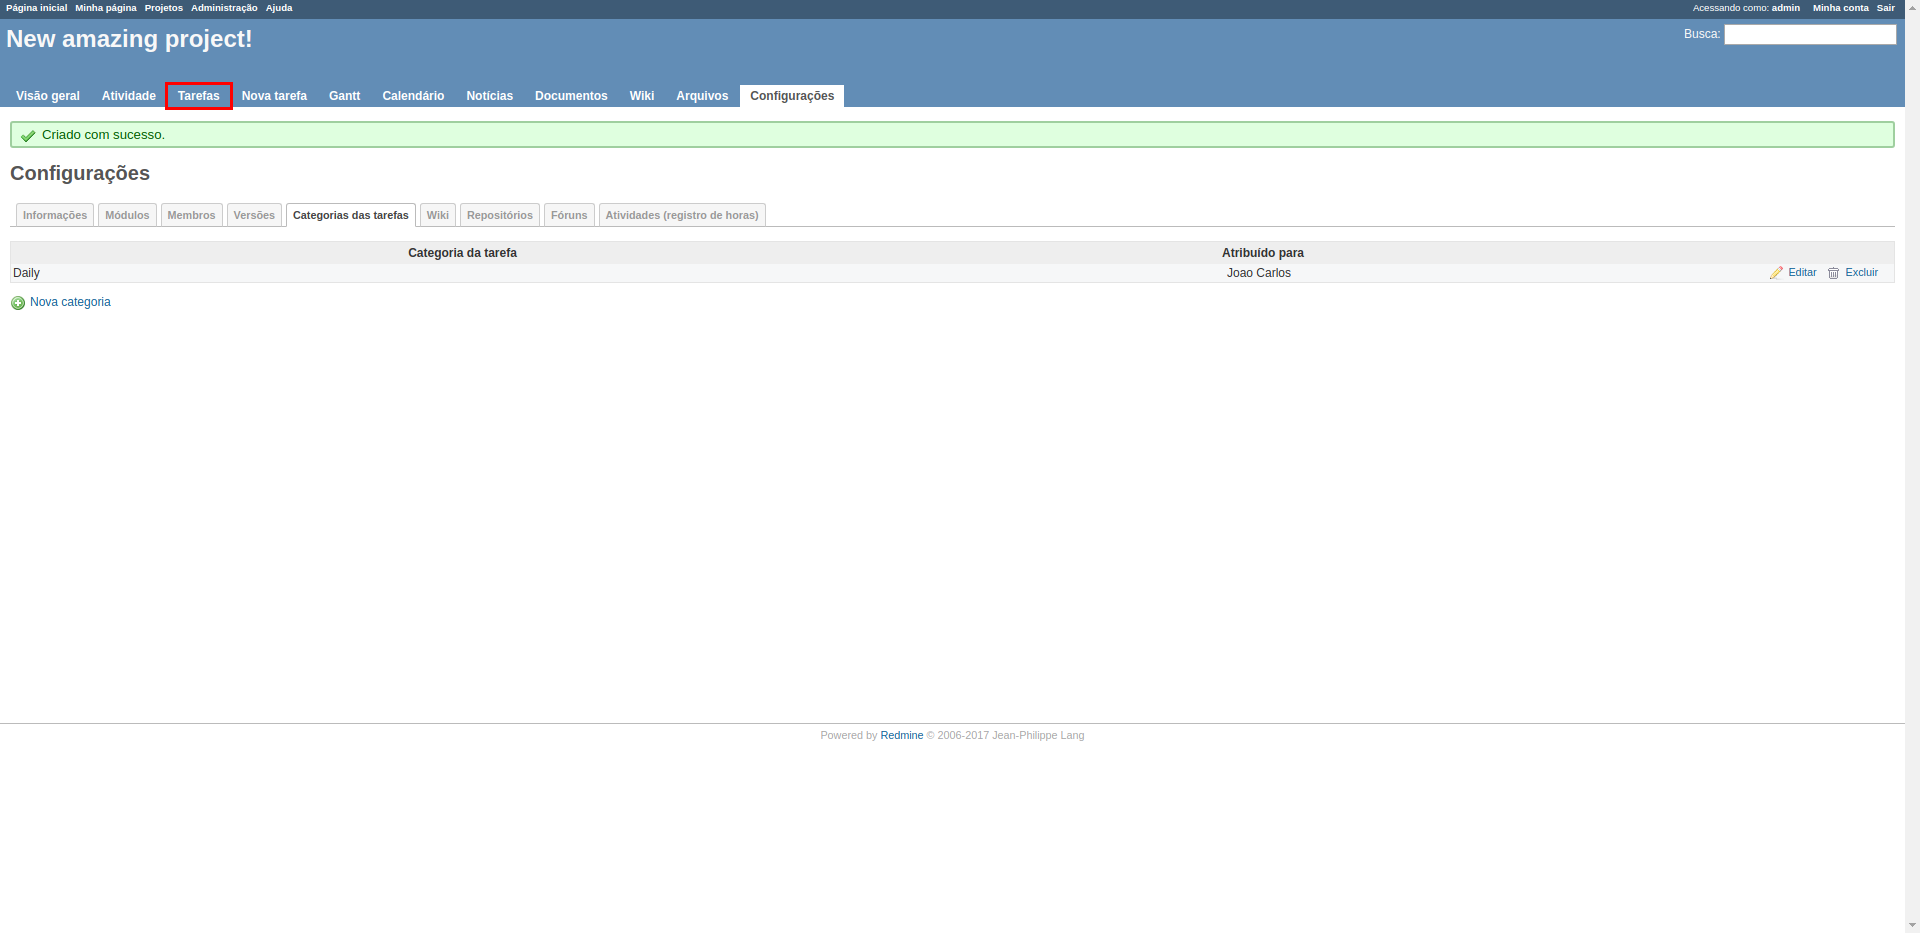 Página inicial Minha página Projetos Administração Ajuda Acessando como: admin Minha conta Sair
New amazing project! Busca:
Visão geral Atividade Tarefas Nova tarefa Gantt Calendário Notícias Documentos Wiki Arquivos Configurações
Criado com sucesso.
Configurações
Informações Módulos Membros Versões Categorias das tarefas Wiki Repositórios Fóruns Atividades (registro de horas)
Categoria da tarefa Atribuído para
Daily Joao Carlos Editar Excluir
Nova categoria
Powered by Redmine © 2006-2017 Jean-Philippe Lang